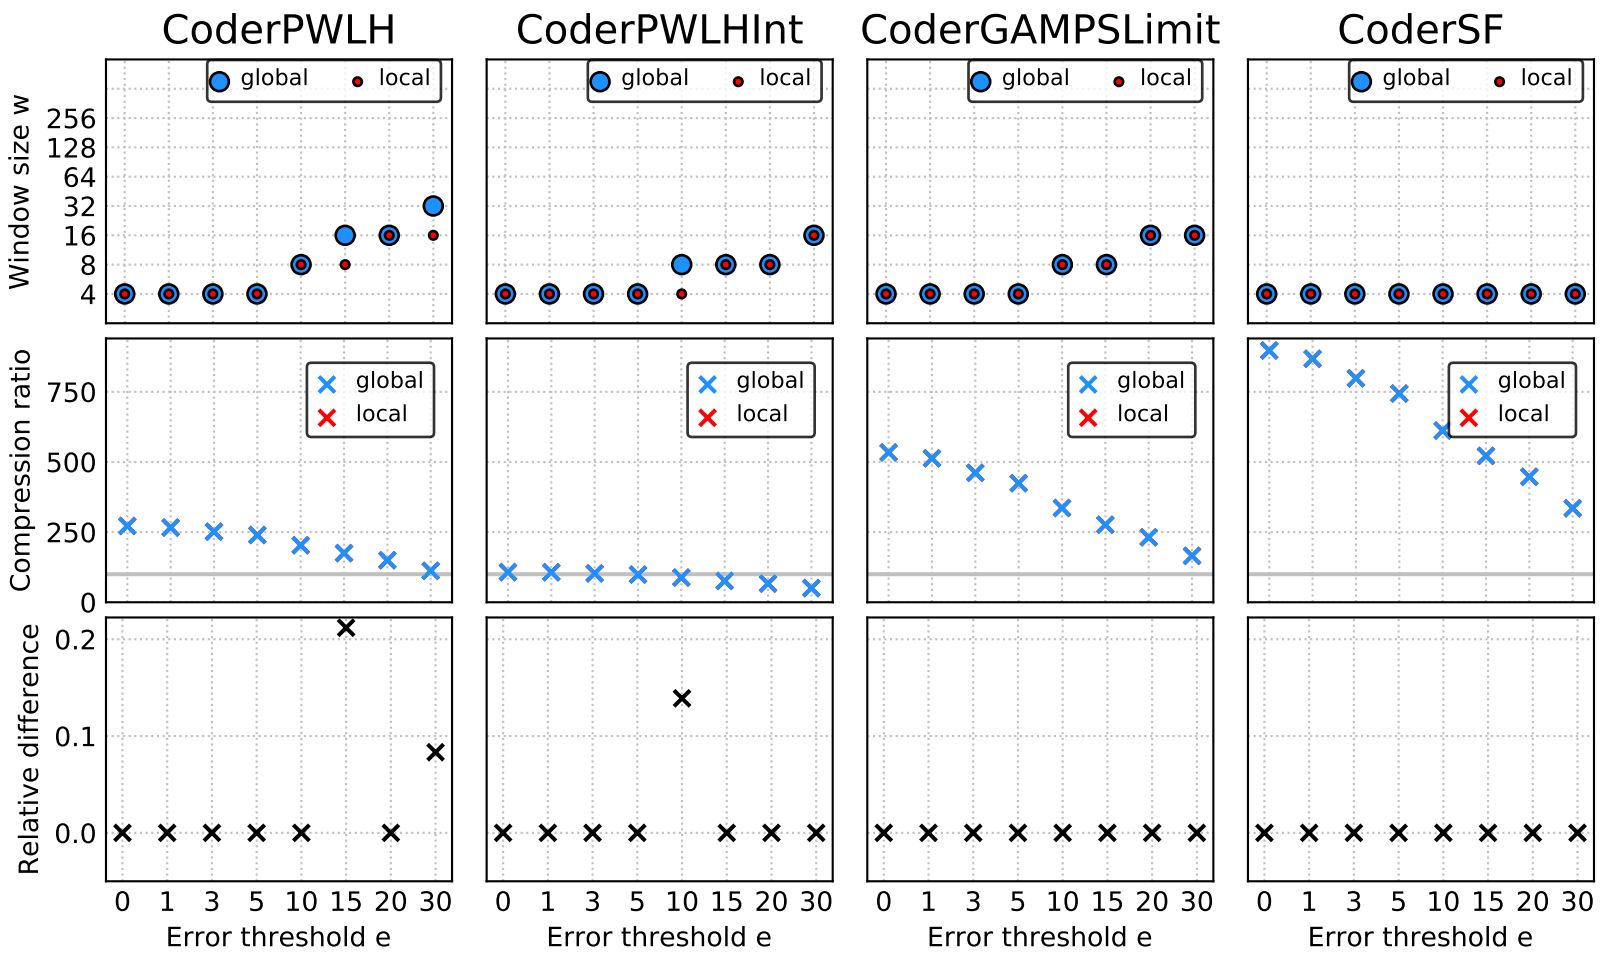 CoderPWLH CoderPWLHInt CoderGAMPSLimit CoderSF
global local global local global local global local
Window size w
256
128
64
32
16
8
4
Compression ratio
global global global global
local local local local
750
500
250
0
Relative difference
0.2
0.1
0.0
0 1 3 5 10 15 20 30 0 1 3 5 10 15 20 30 0 1 3 5 10 15 20 30 0 1 3 5 10 15 20 30
Error threshold e Error threshold e Error threshold e Error threshold e